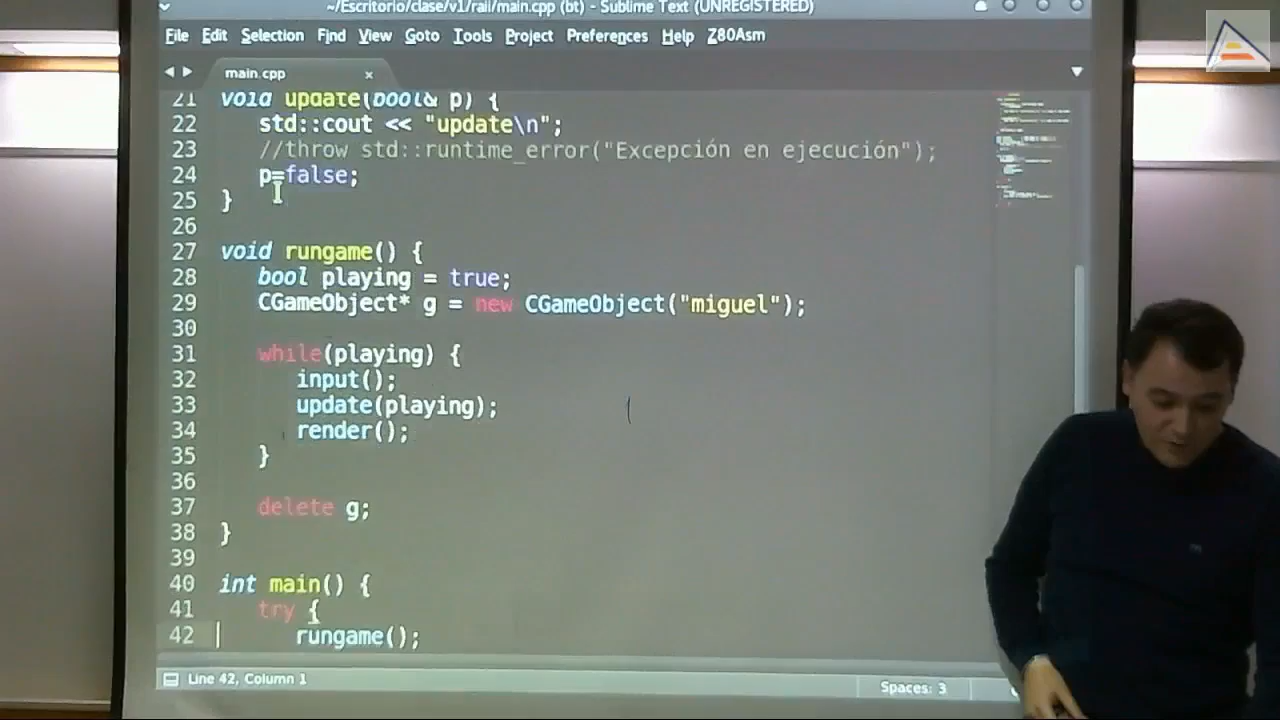 ~/Escritorio/clase/v1/raii/main.cpp (bt) - Sublime Text (UNREGISTERED)
File Edit Selection Find View Goto Tools Project Preferences Help Z80Asm
main.cpp
21 void update(bool& p) {
22 std::cout << "update\n";
23 //throw std::runtime_error("Excepción en ejecución");
24 p=false;
25 }
26
27 void rungame() {
28 bool playing = true;
29 CGameObject* g = new CGameObject("miguel");
30
31 while(playing) {
32 input();
33 update(playing);
34 render();
35 }
36
37 delete g;
38 }
39
40 int main() {
41 try {
42 rungame();
Line 42, Column 1
Spaces: 3